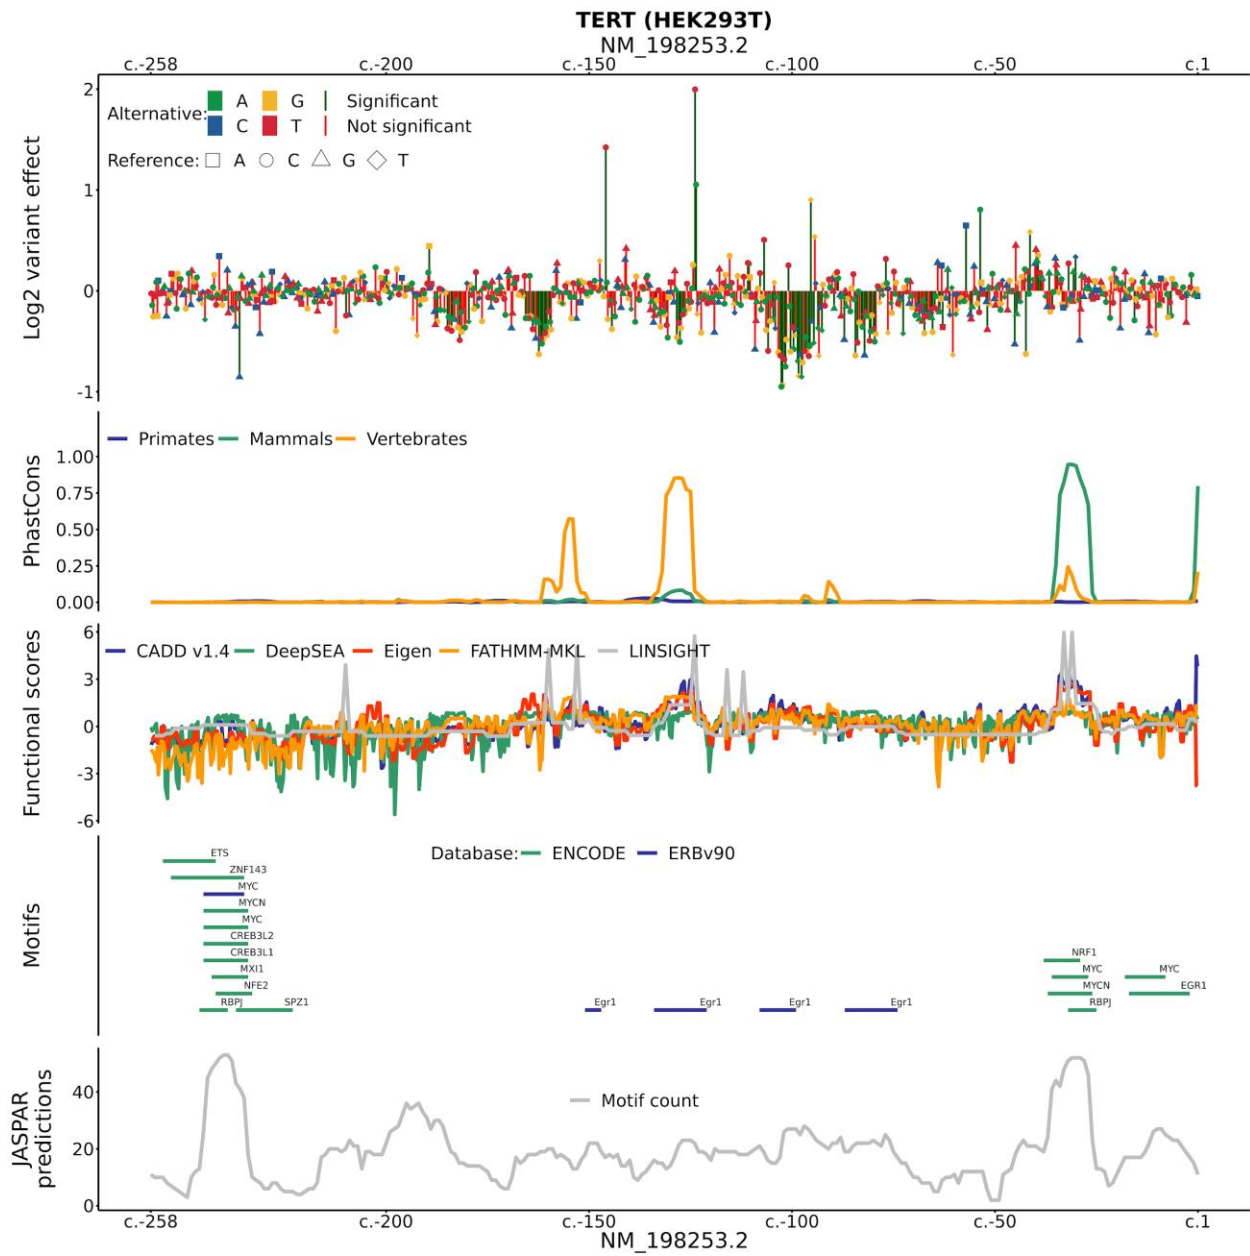 TERT (HEK293T)
NM_198253.2
c.-258 c.-200 c.-150 c.-100 c.-50 c.1
Log2 variant effect
2
1
0
-1
Alternative: A G Significant
C T Not significant
Reference: A C G T
PhastCons
Primates Mammals Vertebrates
1.00
0.75
0.50
0.25
0.00
Functional scores
6
3
0
-3
-6
CADD v1.4 DeepSEA Eigen FATHMM-MKL LINSIGHT
Motifs
Database: ENCODE ERBv90
ETS
ZNF143
MYC
MYCN
MYC
CREB3L2
CREB3L1 NRF1
MXI1 MYC MYC
NFE2 MYCN EGR1
RBPJ SPZ1 Egr1 Egr1 Egr1 Egr1 RBPJ
JASPAR
predictions
Motif count
40
20
0
c.-258 c.-200 c.-150 c.-100 c.-50 c.1
NM_198253.2